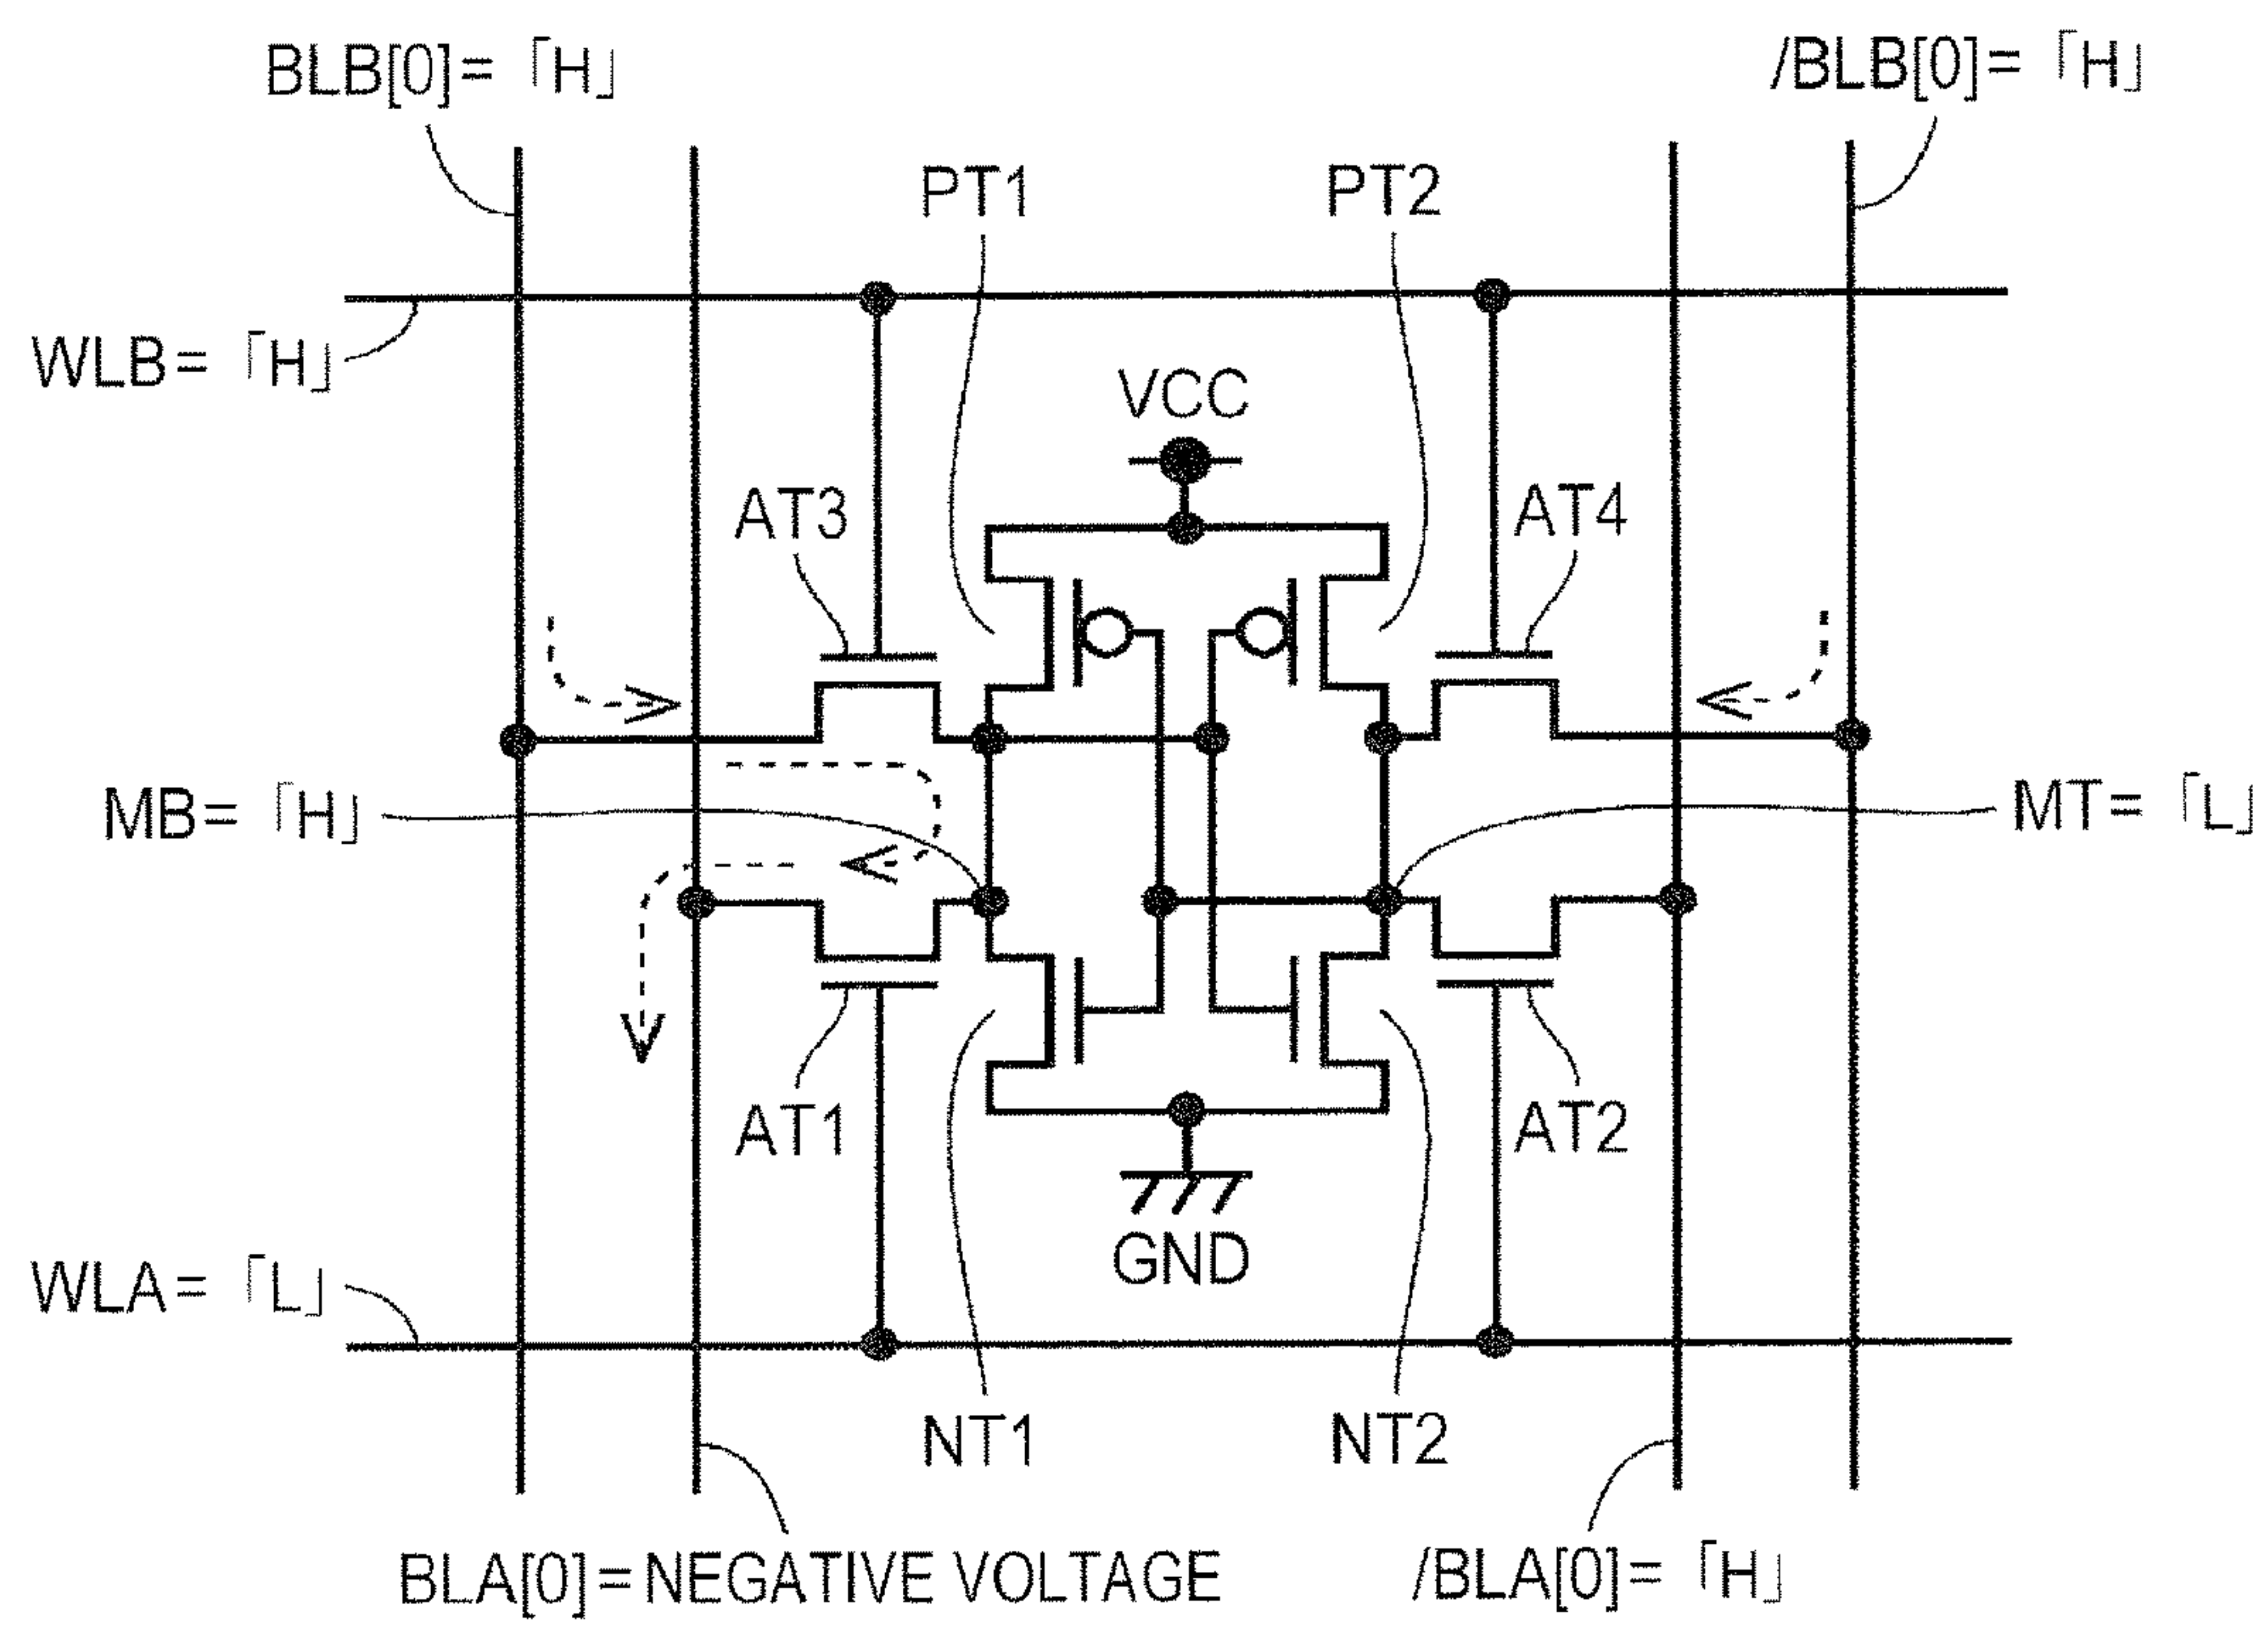 BLB[0]=「H」
/BLB[0]=「H」
PT1
PT2
WLB=「H」
VCC
AT3
AT4
MB=「H」
MT=「L」
AT1
AT2
GND
WLA=「L」
NT1
NT2
BLA[0]=NEGATIVE VOLTAGE
/BLA[0]=「H」